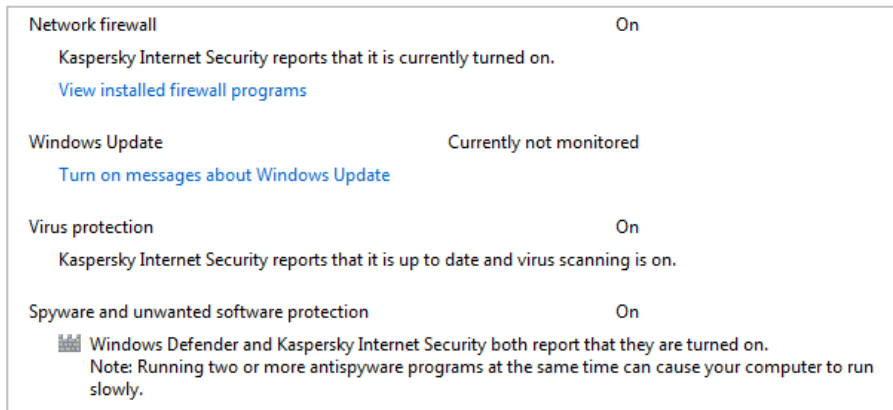 Network firewall On
Kaspersky Internet Security reports that it is currently turned on.
View installed firewall programs
Windows Update Currently not monitored
Turn on messages about Windows Update
Virus protection On
Kaspersky Internet Security reports that it is up to date and virus scanning is on.
Spyware and unwanted software protection On
Windows Defender and Kaspersky Internet Security both report that they are turned on.
Note: Running two or more antispyware programs at the same time can cause your computer to run
slowly.